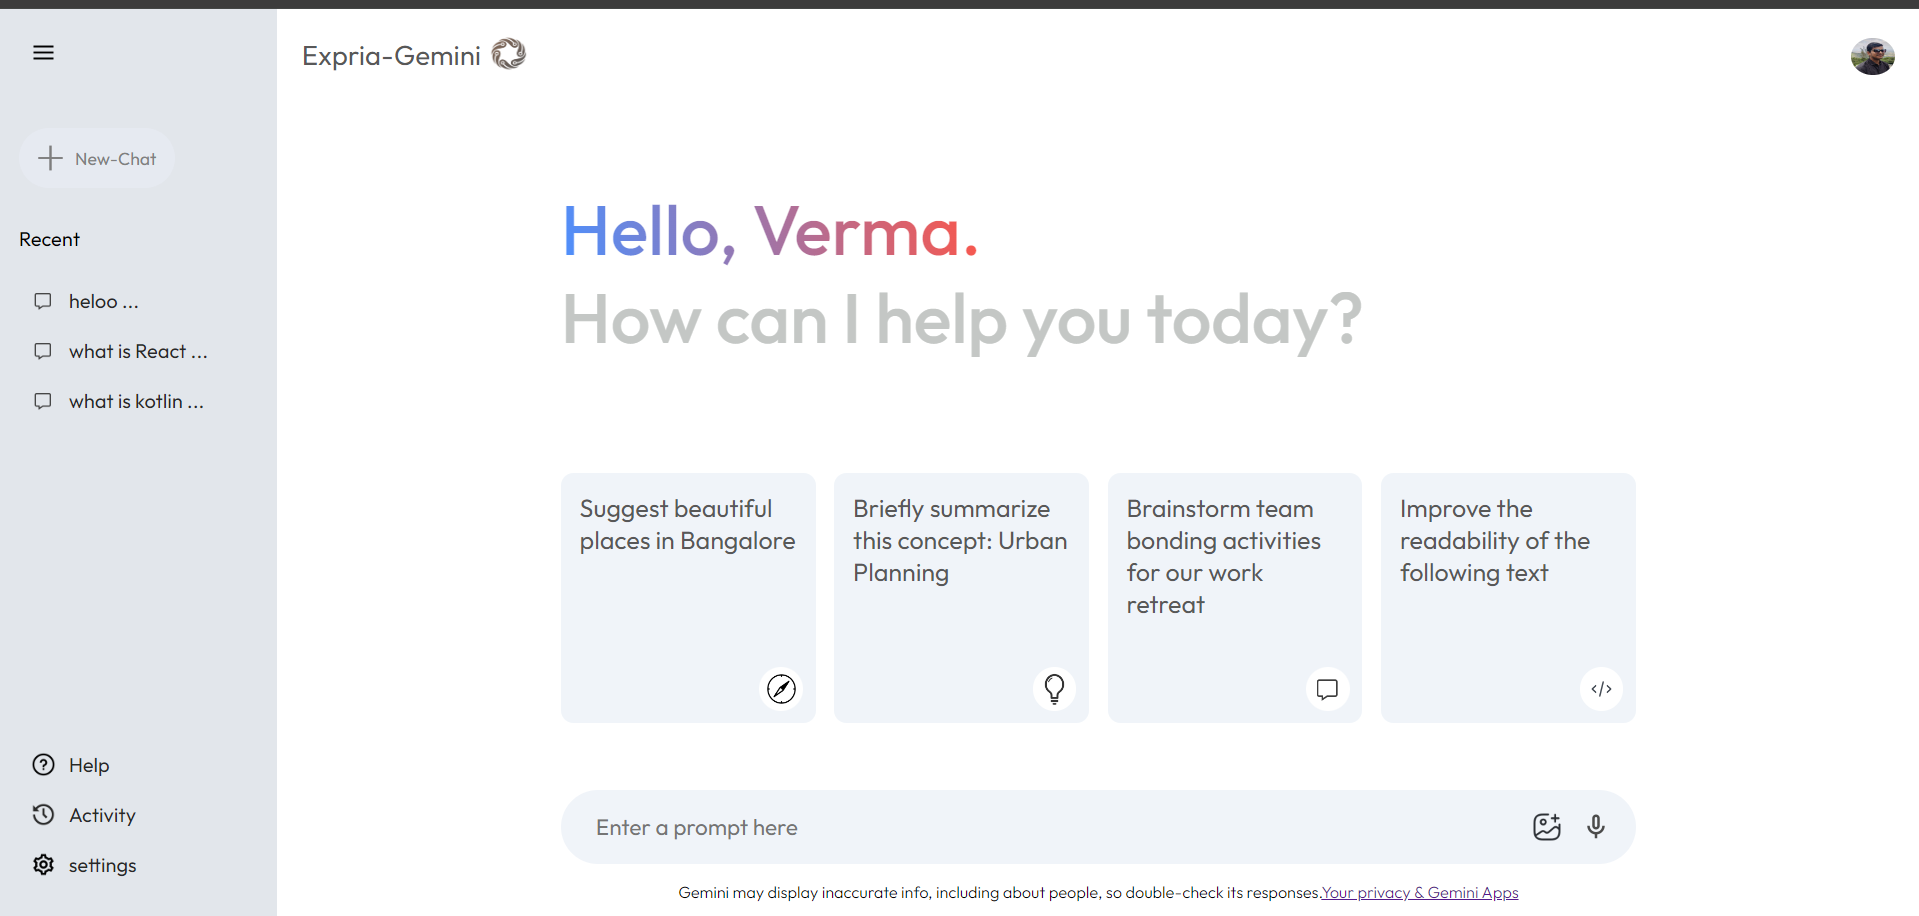 Expria-Gemini
New-Chat
Recent
heloo ...
what is React ...
what is kotlin ...
Help
Activity
settings
Hello, Verma.
How can I help you today?
Suggest beautiful
places in Bangalore
Briefly summarize
this concept: Urban
Planning
Brainstorm team
bonding activities
for our work
retreat
Improve the
readability of the
following text
</>
Enter a prompt here
Gemini may display inaccurate info, including about people, so double-check its responses.Your privacy & Gemini Apps